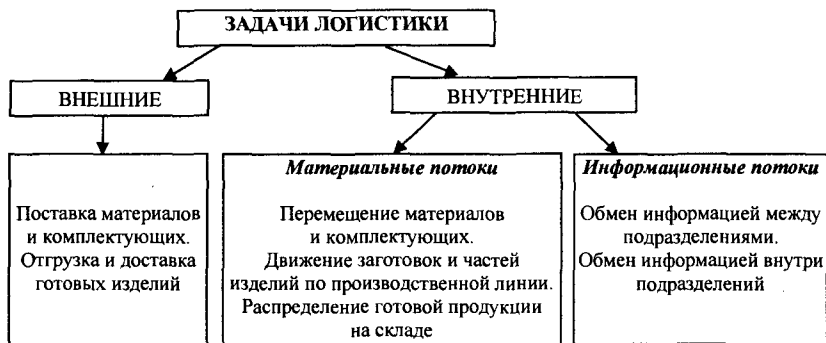 ЗАДАЧИ ЛОГИСТИКИ
ВНЕШНИЕ
ВНУТРЕННИЕ
Поставка материалов
и комплектующих.
Отгрузка и доставка
готовых изделий
Материальные потоки
Перемещение материалов
и комплектующих.
Движение заготовок и частей
изделий по производственной линии.
Распределение готовой продукции
на складе
Информационные потоки
Обмен информацией между
подразделениями.
Обмен информацией внутри
подразделений